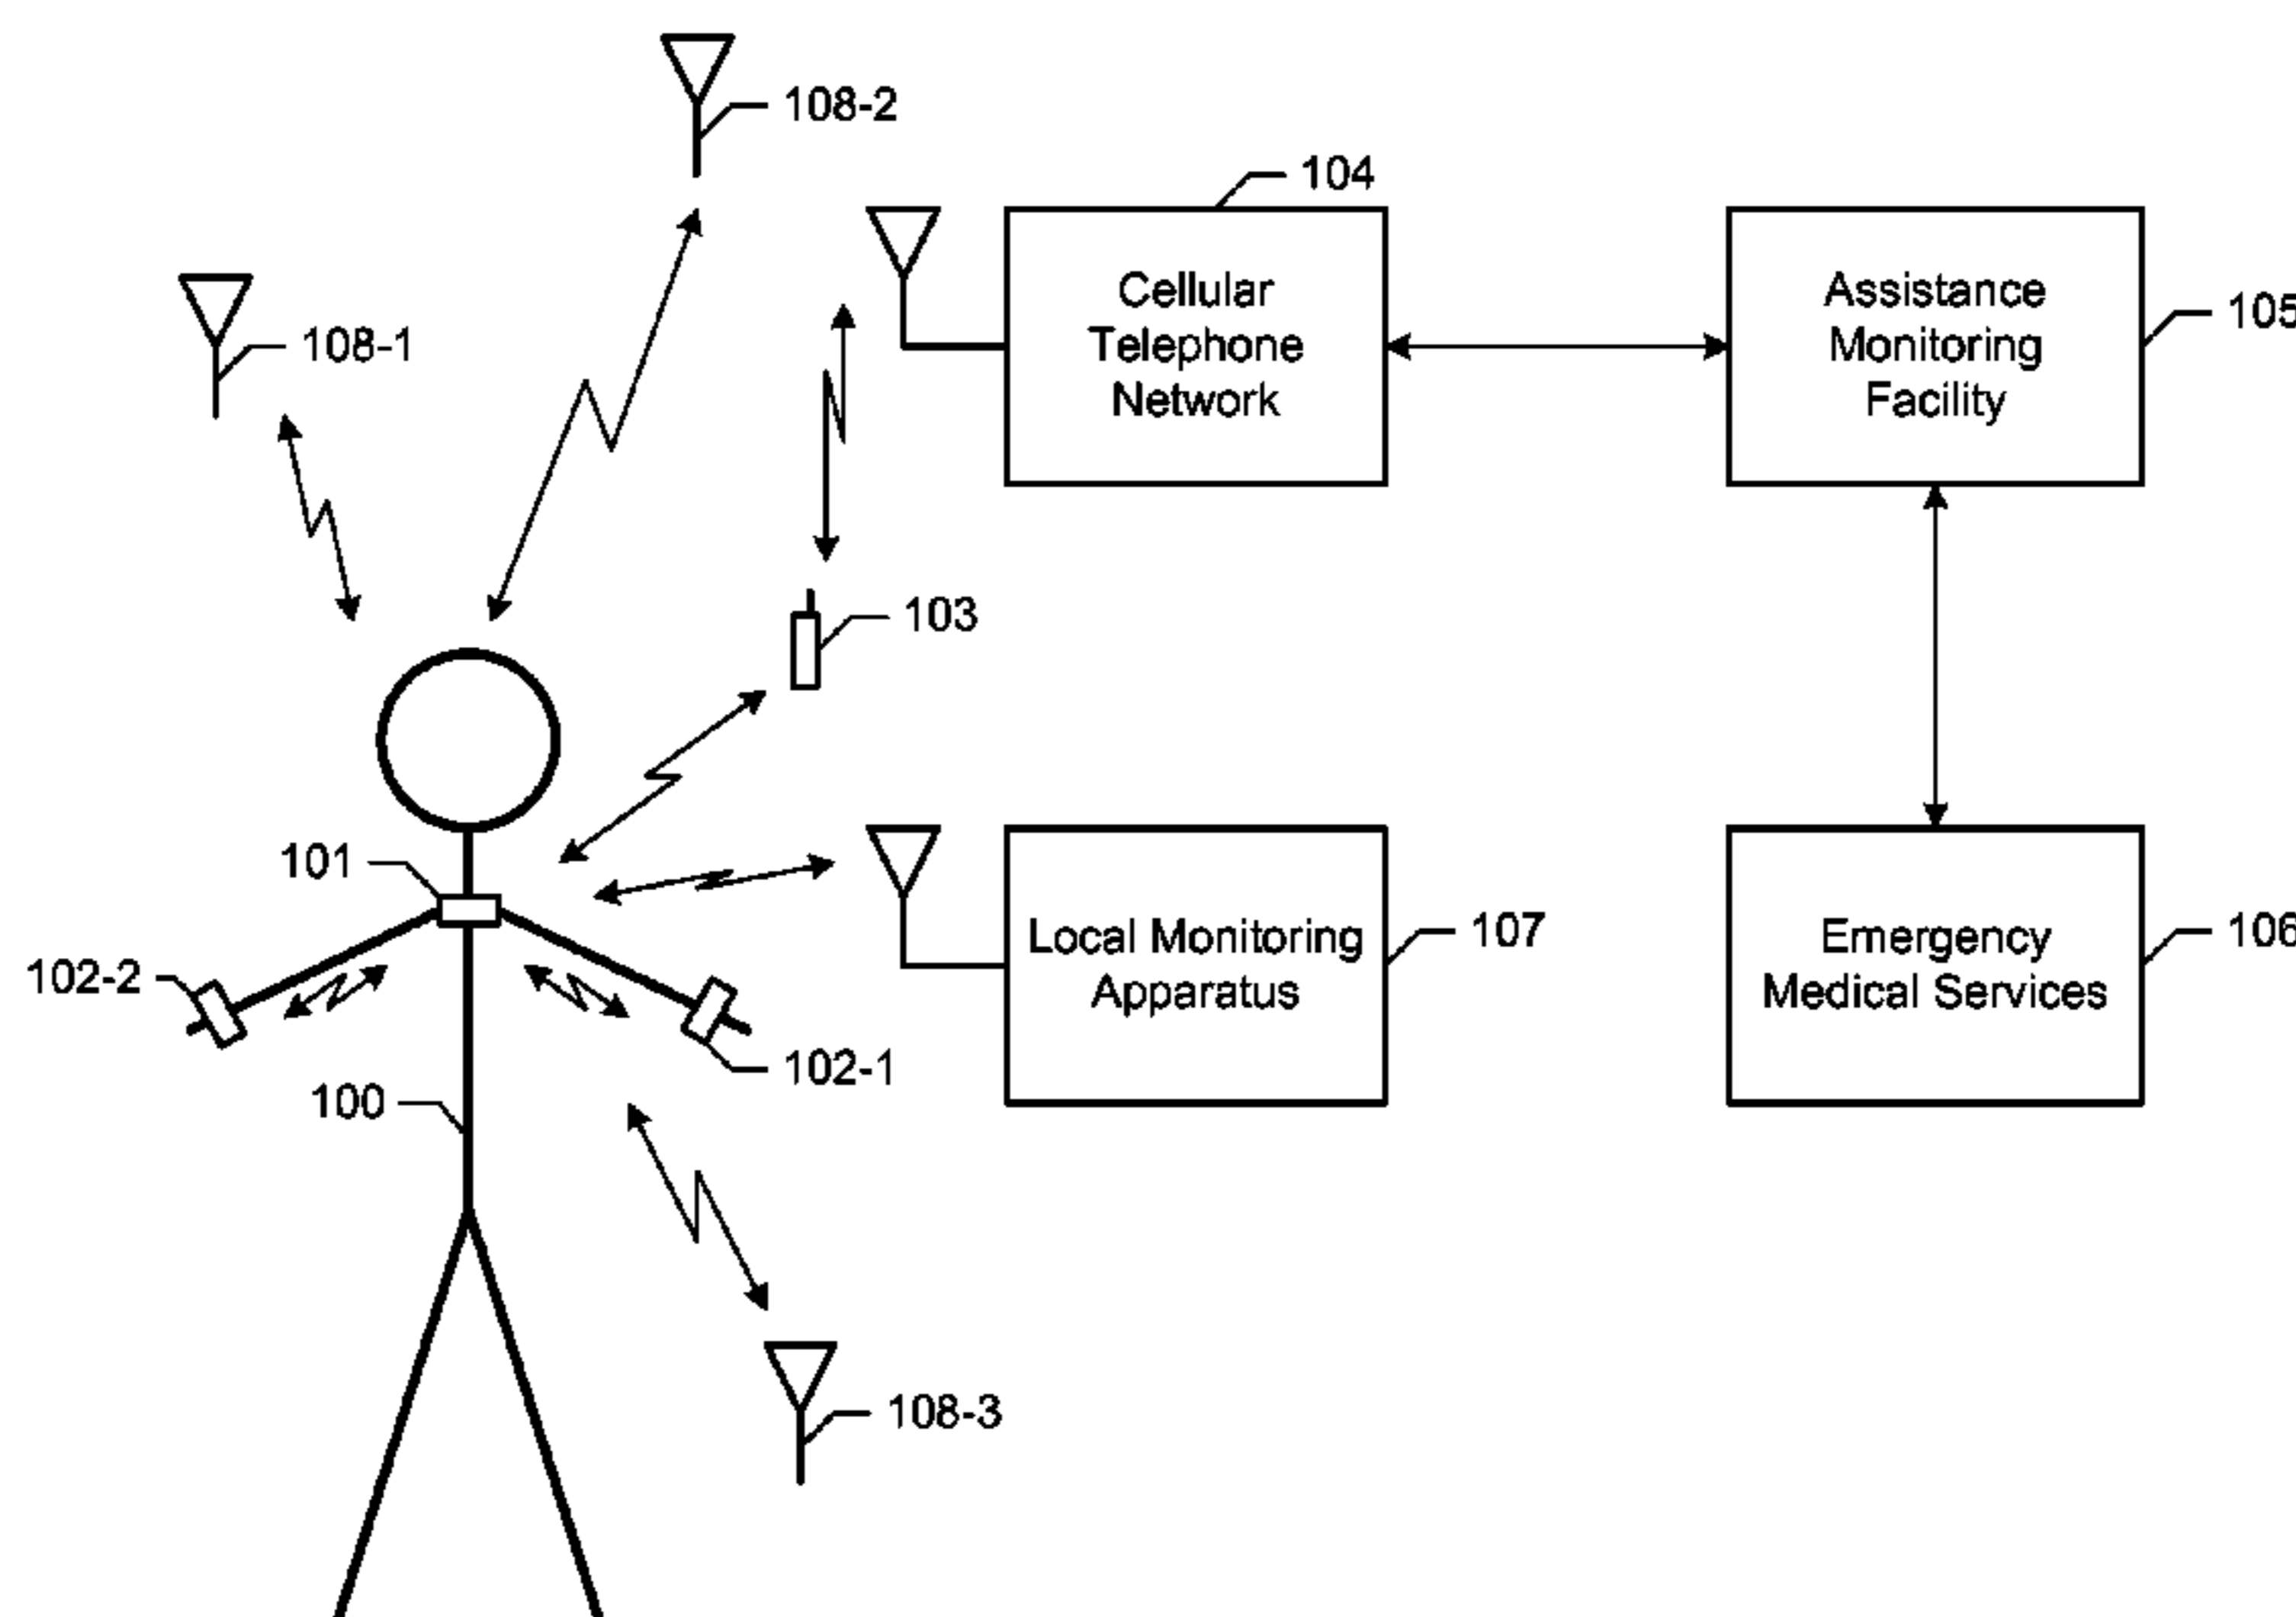 108-2
104
Cellular
Telephone
Network
Assistance
Monitoring
Facility
105
108-1
103
101
102-2
Local Monitoring
Apparatus
107
Emergency
Medical Services
106
102-1
100
108-3